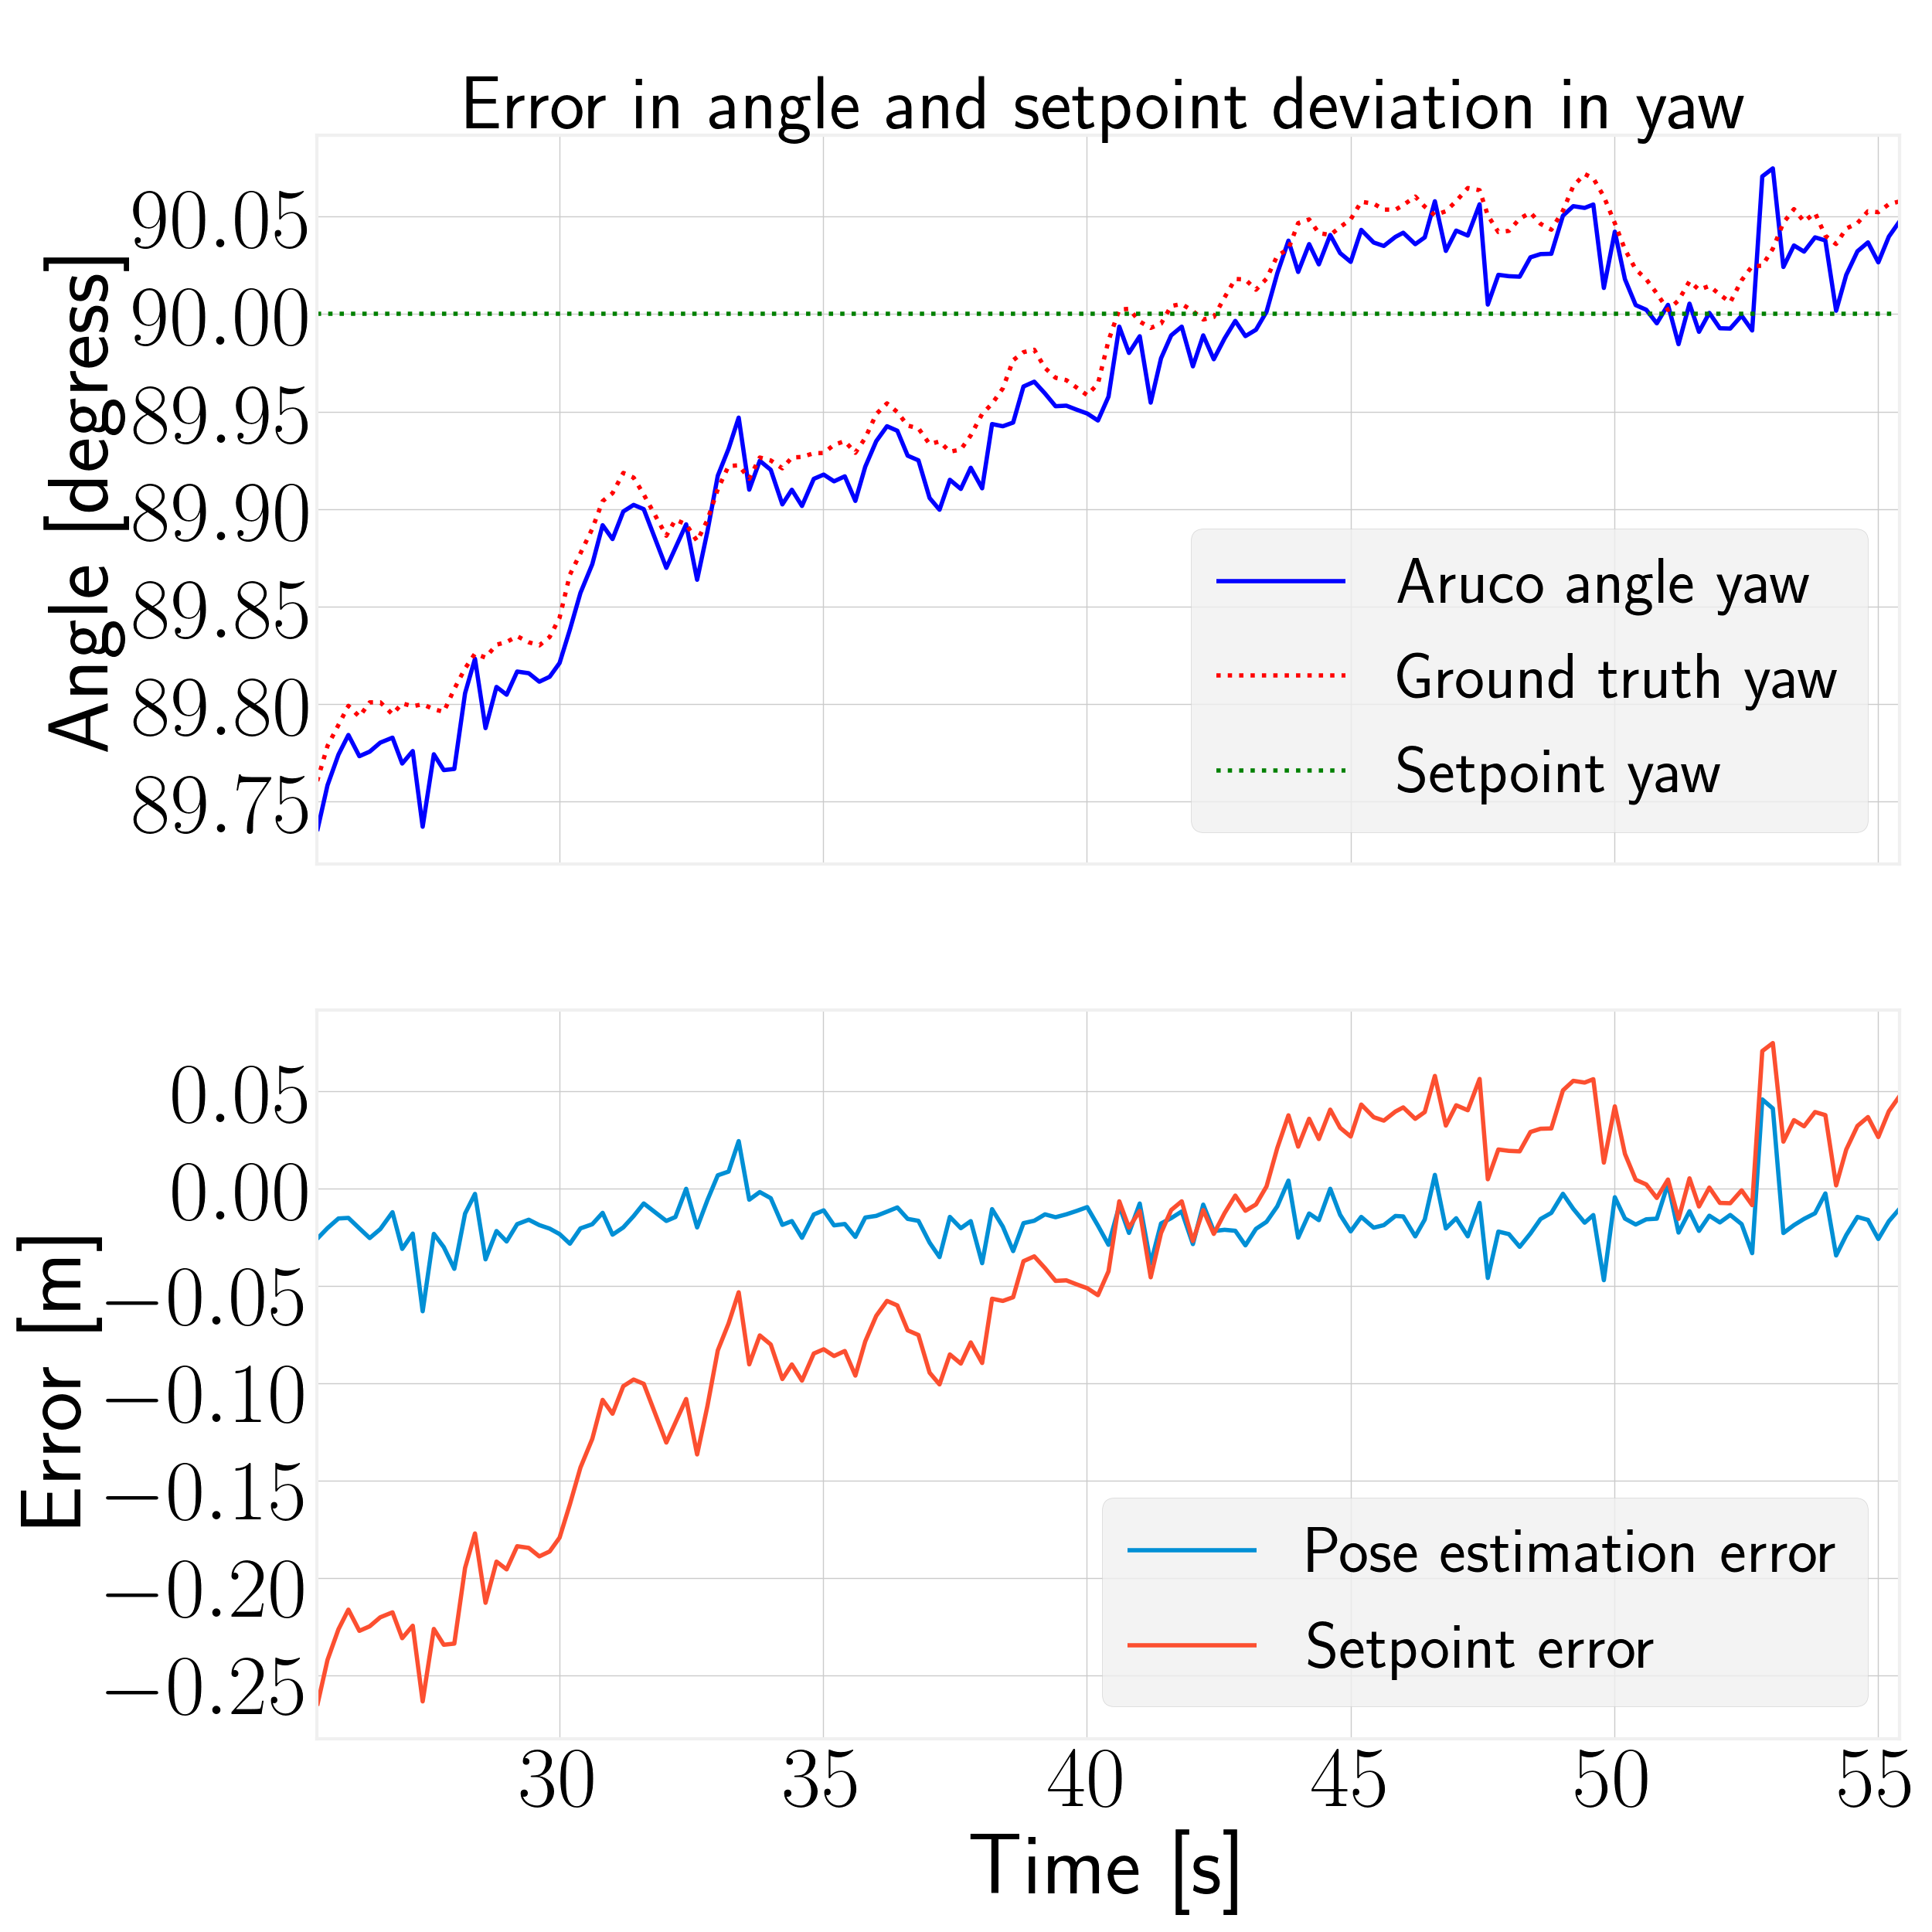 Error in angle and setpoint deviation in yaw
Angle [degress]
90.05
90.00
89.95
89.90
89.85
89.80
89.75
Aruco angle yaw
Ground truth yaw
Setpoint yaw
Error [m]
0.05
0.00
−0.05
−0.10
−0.15
−0.20
−0.25
Pose estimation error
Setpoint error
30 35 40 45 50 55
Time [s]